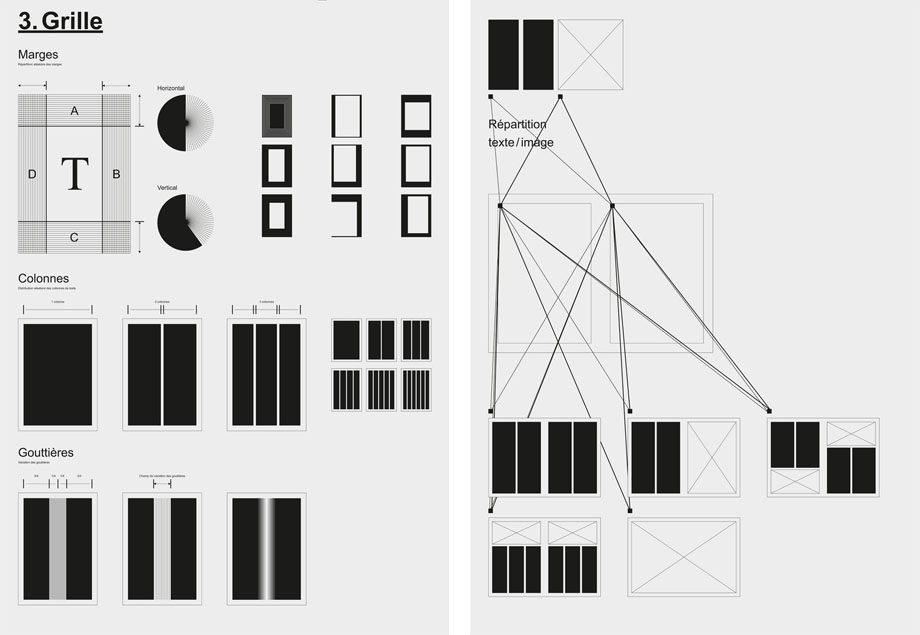 3. Grille
Marges
Répartition aléatoire des marges
Horizontal
A
D
T
B
C
Vertical
Colonnes
Distribution aléatoire des colonnes de texte
1 colonne
2 colonnes
3 colonnes
Gouttières
Variation des gouttières
Champ de variation des gouttières
Répartition
texte / image